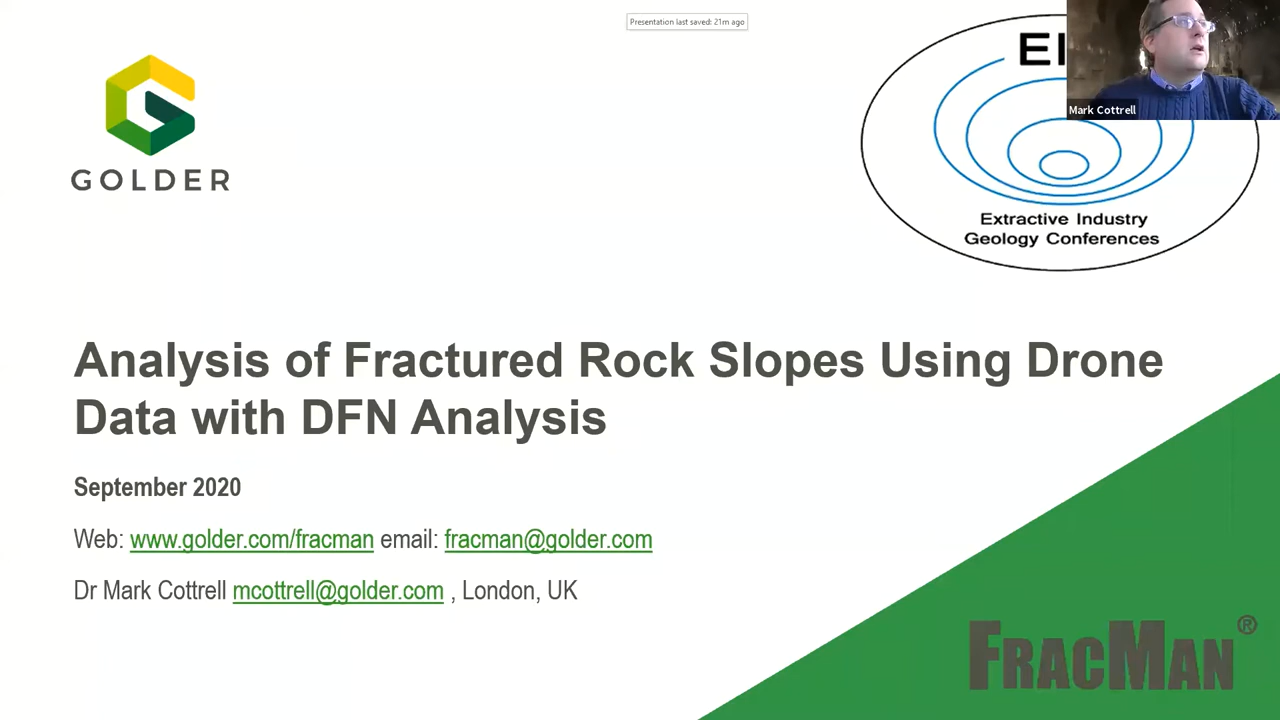 Presentation last saved: 21m ago
GOLDER
Mark Cottrell
Extractive Industry
Geology Conferences
Analysis of Fractured Rock Slopes Using Drone
Data with DFN Analysis
September 2020
Web: www.golder.com/fracman email: fracman@golder.com
Dr Mark Cottrell mcottrell@golder.com , London, UK
FRACMAN®